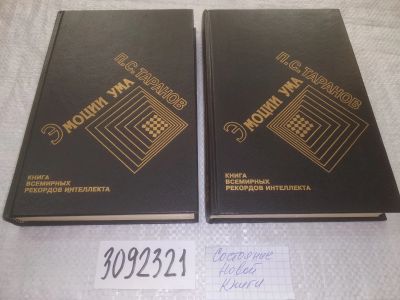 П.С. ТАРАНОВ
ЭМОЦИИ УМА
КНИГА
ВСЕМИРНЫХ
РЕКОРДОВ ИНТЕЛЛЕКТА
П.С. ТАРАНОВ
ЭМОЦИИ УМА
КНИГА
ВСЕМИРНЫХ
РЕКОРДОВ ИНТЕЛЛЕКТА
3092321
Состояние
Новой
Книги